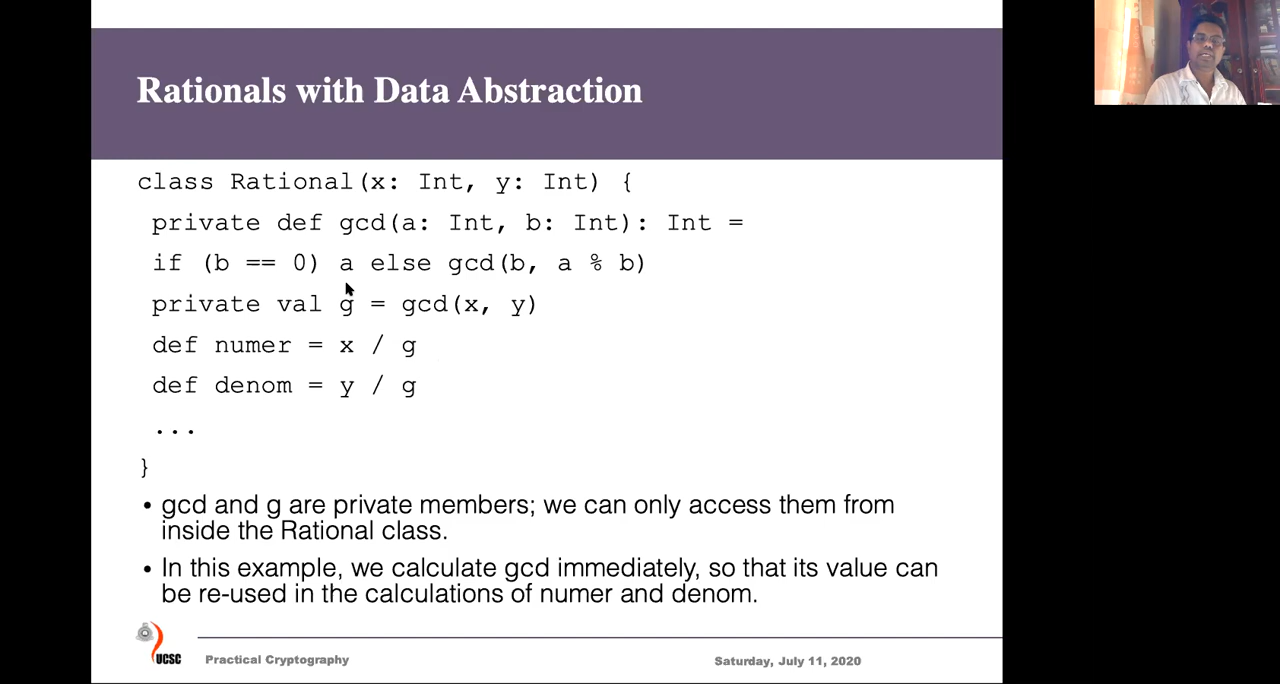 Rationals with Data Abstraction
class Rational(x: Int, y: Int) {
private def gcd(a: Int, b: Int): Int =
if (b == 0) a else gcd(b, a % b)
private val g = gcd(x, y)
def numer = x / g
def denom = y / g
...
}
• gcd and g are private members; we can only access them from
inside the Rational class.
• In this example, we calculate gcd immediately, so that its value can
be re-used in the calculations of numer and denom.
UCSC
Practical Cryptography
Saturday, July 11, 2020